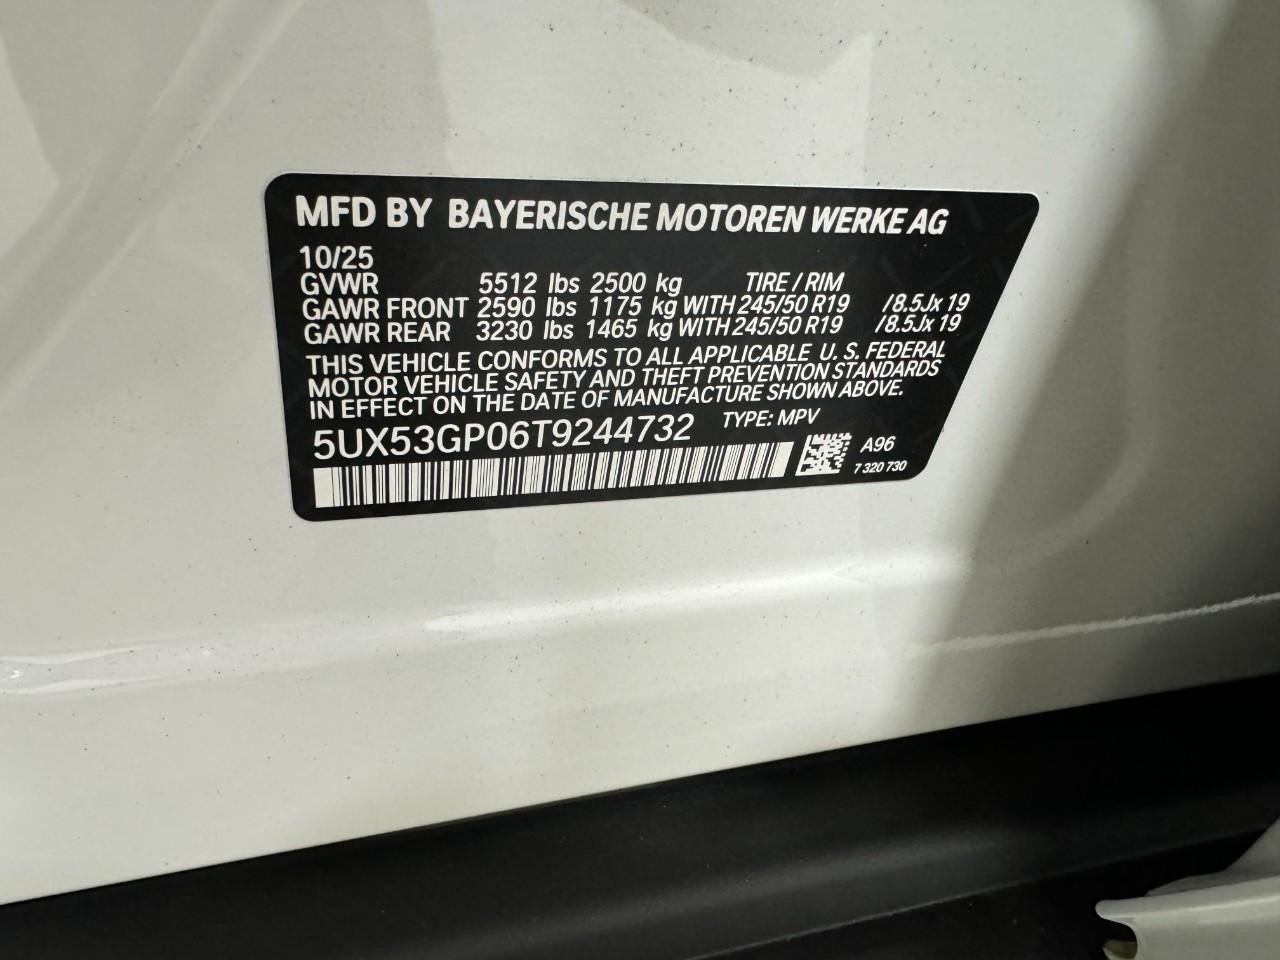 MFD BY BAYERISCHE MOTOREN WERKE AG
10/25
GVWR 5512 lbs 2500 kg TIRE / RIM
GAWR FRONT 2590 lbs 1175 kg WITH 245/50 R19 /8.5Jx 19
GAWR REAR 3230 lbs 1465 kg WITH 245/50 R19 /8.5Jx 19
THIS VEHICLE CONFORMS TO ALL APPLICABLE U. S. FEDERAL
MOTOR VEHICLE SAFETY AND THEFT PREVENTION STANDARDS
IN EFFECT ON THE DATE OF MANUFACTURE SHOWN ABOVE.
5UX53GP06T9244732 TYPE: MPV
A96
7 320 730